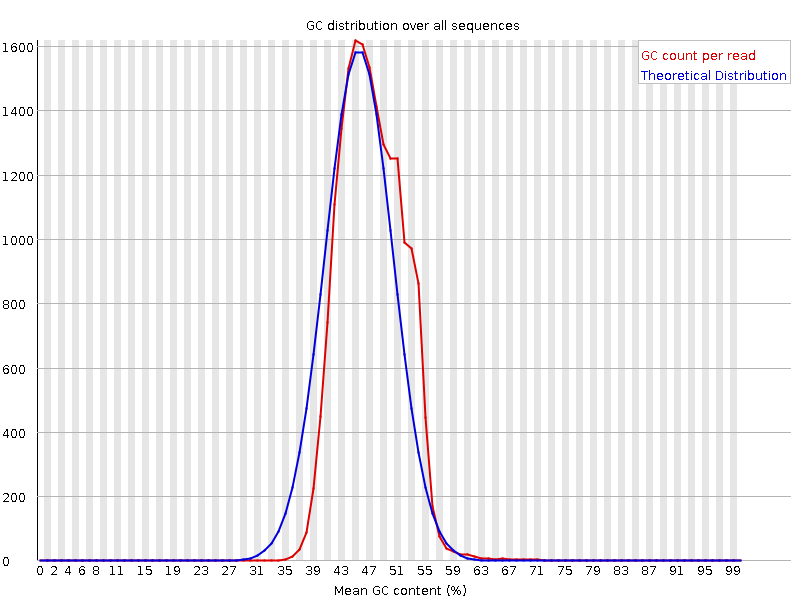 GC distribution over all sequences
GC count per read
Theoretical Distribution
1600
1400
1200
1000
800
600
400
200
0
0 2 4 6 8 11 15 19 23 27 31 35 39 43 47 51 55 59 63 67 71 75 79 83 87 91 95 99
Mean GC content (%)